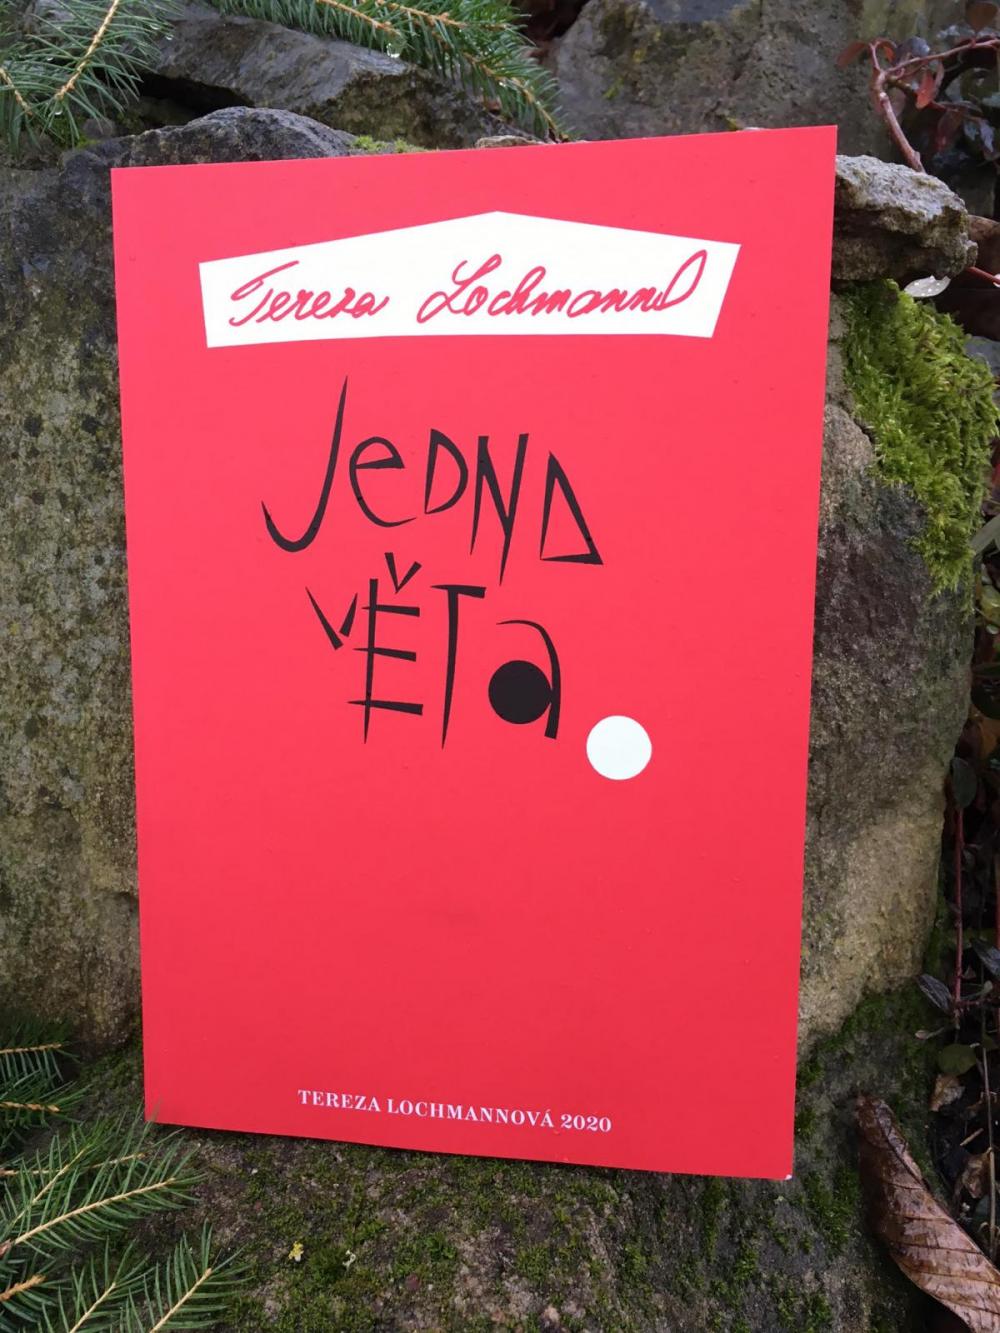 Tereza Lochmannová
JEDNA
VĚTA
TEREZA LOCHMANNOVÁ 2020